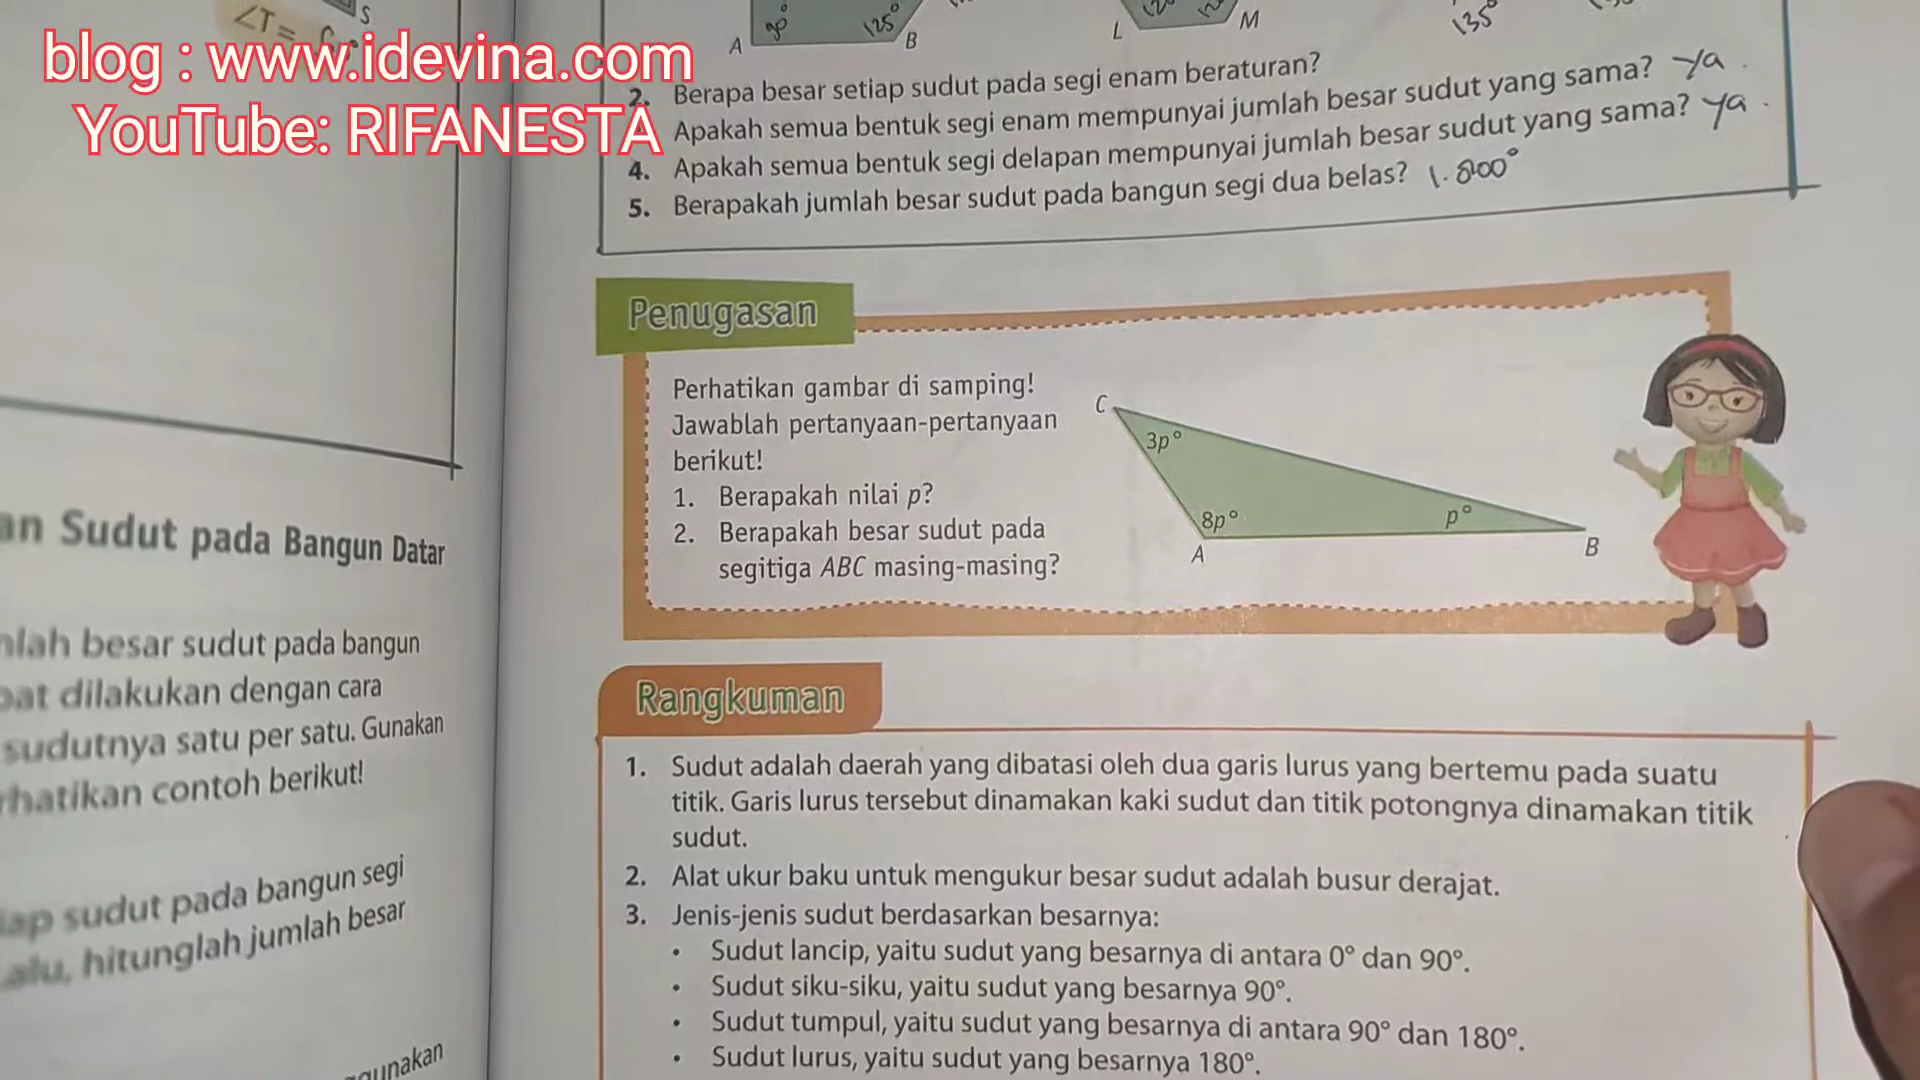 blog : www.idevina.com
YouTube: RIFANESTA
∠T =
S
A
90°
125°
B
L
M
135°
2. Berapa besar setiap sudut pada segi enam beraturan?
Apakah semua bentuk segi enam mempunyai jumlah besar sudut yang sama? ya.
4. Apakah semua bentuk segi delapan mempunyai jumlah besar sudut yang sama? ya.
5. Berapakah jumlah besar sudut pada bangun segi dua belas? 1.800°
an Sudut pada Bangun Datar
besar sudut pada bangun
dilakukan dengan cara
sudutnya satu per satu. Gunakan
contoh berikut!
sudut pada bangun segi
hitunglah jumlah besar
Penugasan
Perhatikan gambar di samping!
Jawablah pertanyaan-pertanyaan
berikut!
1. Berapakah nilai p?
2. Berapakah besar sudut pada
segitiga ABC masing-masing?
C
3p°
8p°
p°
A
B
Rangkuman
1. Sudut adalah daerah yang dibatasi oleh dua garis lurus yang bertemu pada suatu
titik. Garis lurus tersebut dinamakan kaki sudut dan titik potongnya dinamakan titik
sudut.
2. Alat ukur baku untuk mengukur besar sudut adalah busur derajat.
3. Jenis-jenis sudut berdasarkan besarnya:
• Sudut lancip, yaitu sudut yang besarnya di antara 0° dan 90°.
• Sudut siku-siku, yaitu sudut yang besarnya 90°.
• Sudut tumpul, yaitu sudut yang besarnya di antara 90° dan 180°.
• Sudut lurus, yaitu sudut yang besarnya 180°.